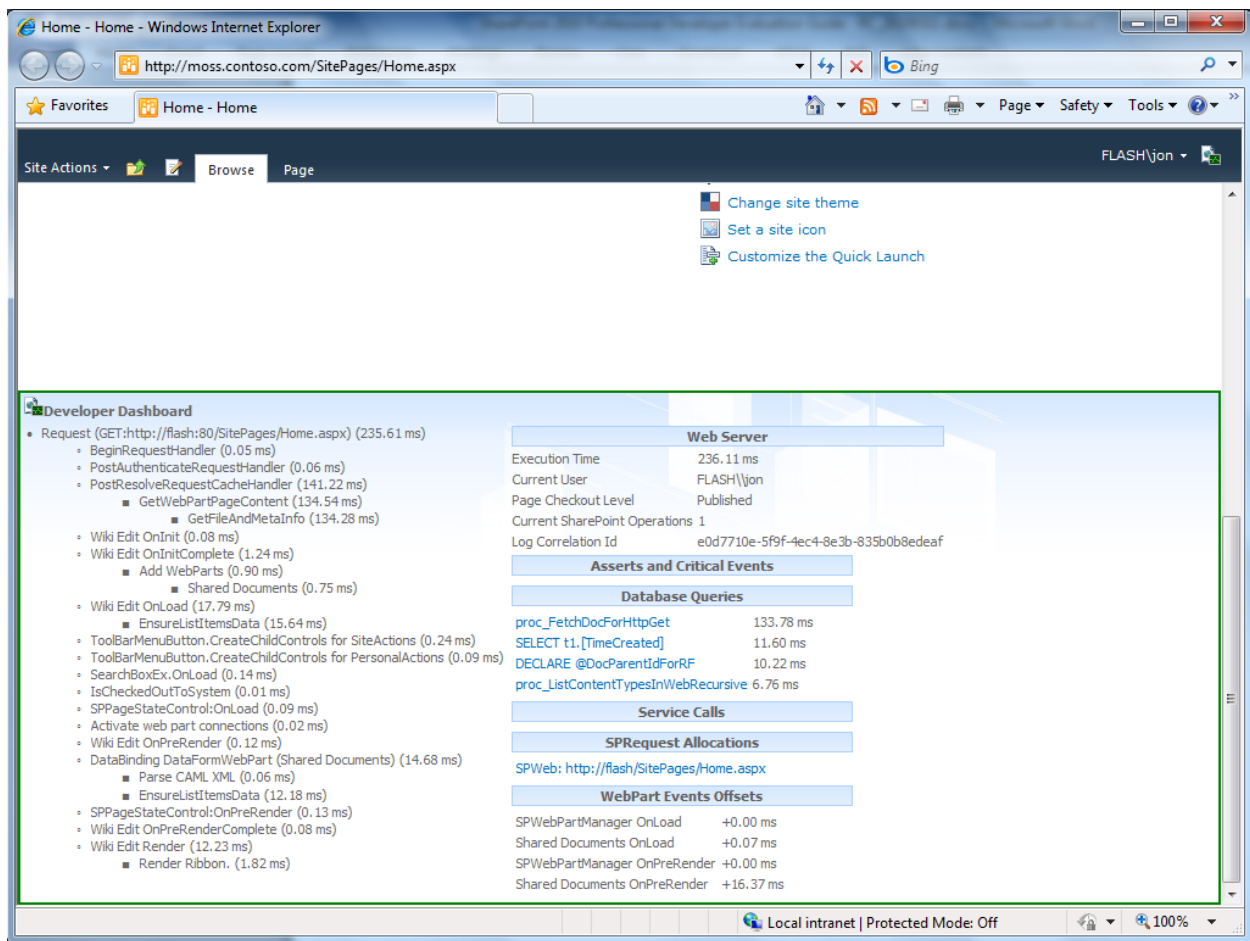 Home - Home - Windows Internet Explorer
http://moss.contoso.com/SitePages/Home.aspx
Bing
Favorites
Home - Home
Page
Safety
Tools
Site Actions
Browse
Page
FLASH\jon
Change site theme
Set a site icon
Customize the Quick Launch
Developer Dashboard
Request (GET:http://flash:80/SitePages/Home.aspx) (235.61 ms)
BeginRequestHandler (0.05 ms)
PostAuthenticateRequestHandler (0.06 ms)
PostResolveRequestCacheHandler (141.22 ms)
GetWebPartPageContent (134.54 ms)
GetFileAndMetaInfo (134.28 ms)
Wiki Edit OnInit (0.08 ms)
Wiki Edit OnInitComplete (1.24 ms)
Add WebParts (0.90 ms)
Shared Documents (0.75 ms)
Wiki Edit OnLoad (17.79 ms)
EnsureListItemsData (15.64 ms)
ToolBarMenuButton.CreateChildControls for SiteActions (0.24 ms)
ToolBarMenuButton.CreateChildControls for PersonalActions (0.09 ms)
SearchBoxEx.OnLoad (0.14 ms)
IsCheckedOutToSystem (0.01 ms)
SPPageStateControl:OnLoad (0.09 ms)
Activate web part connections (0.02 ms)
Wiki Edit OnPreRender (0.12 ms)
DataBinding DataFormWebPart (Shared Documents) (14.68 ms)
Parse CAML XML (0.06 ms)
EnsureListItemsData (12.18 ms)
SPPageStateControl:OnPreRender (0.13 ms)
Wiki Edit OnPreRenderComplete (0.08 ms)
Wiki Edit Render (12.23 ms)
Render Ribbon. (1.82 ms)
Web Server
Execution Time 236.11 ms
Current User FLASH\\jon
Page Checkout Level Published
Current SharePoint Operations 1
Log Correlation Id e0d7710e-5f9f-4ec4-8e3b-835b0b8edeaf
Asserts and Critical Events
Database Queries
proc_FetchDocForHttpGet 133.78 ms
SELECT t1.[TimeCreated] 11.60 ms
DECLARE @DocParentIdForRF 10.22 ms
proc_ListContentTypesInWebRecursive 6.76 ms
Service Calls
SPRequest Allocations
SPWeb: http://flash/SitePages/Home.aspx
WebPart Events Offsets
SPWebPartManager OnLoad +0.00 ms
Shared Documents OnLoad +0.07 ms
SPWebPartManager OnPreRender +0.00 ms
Shared Documents OnPreRender +16.37 ms
Local intranet | Protected Mode: Off
100%